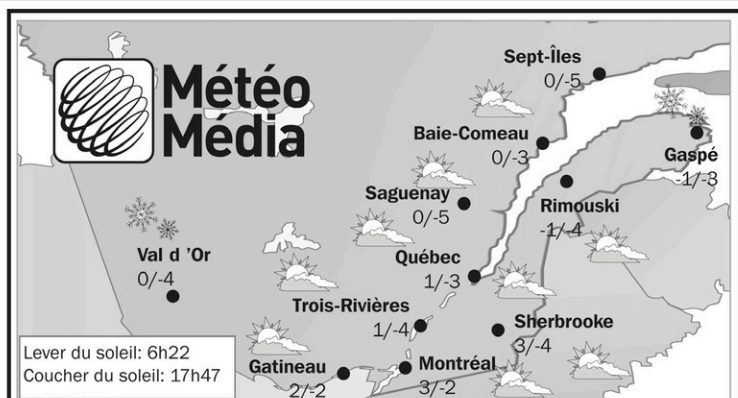 Météo
Média
Sept-Îles
0/-5
Baie-Comeau
0/-3
Gaspé
-1/-3
Saguenay
0/-5
Rimouski
-1/-4
Val d 'Or
0/-4
Québec
1/-3
Trois-Rivières
1/-4
Sherbrooke
3/-4
Gatineau
2/-2
Montréal
3/-2
Lever du soleil: 6h22
Coucher du soleil: 17h47